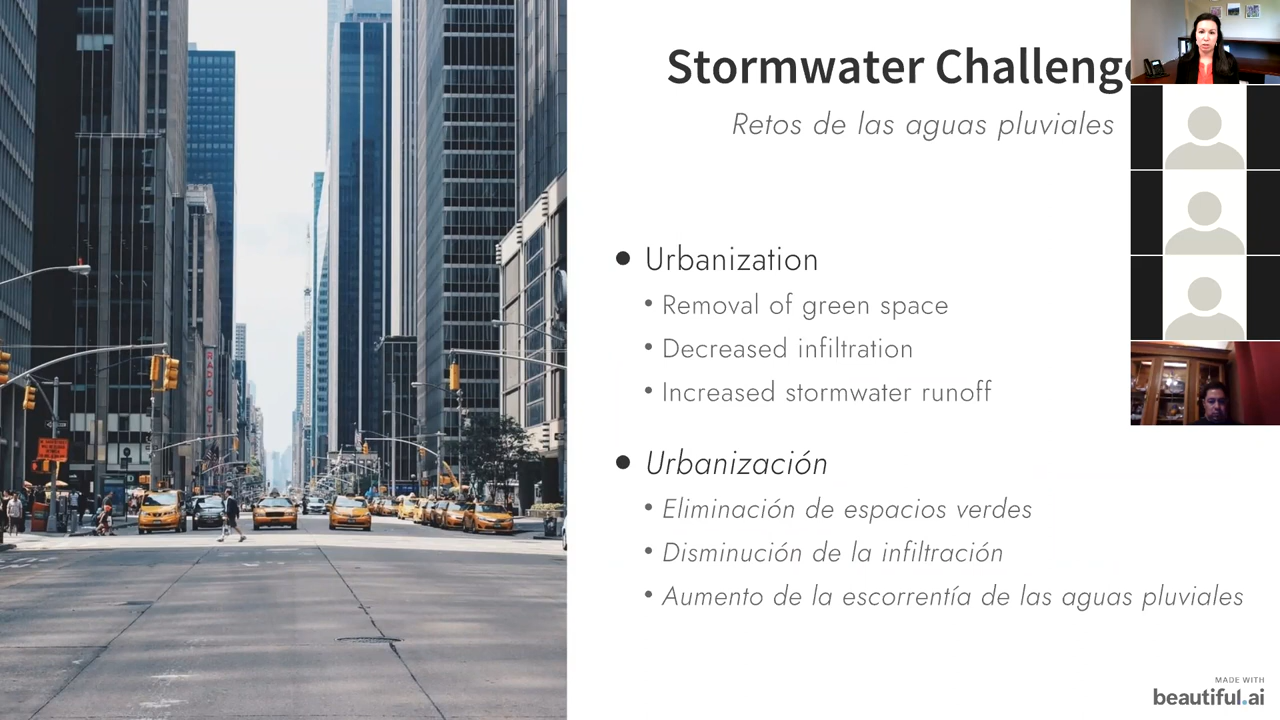 Stormwater Challenge
Retos de las aguas pluviales
• Urbanization
• Removal of green space
• Decreased infiltration
• Increased stormwater runoff
• Urbanización
• Eliminación de espacios verdes
• Disminución de la infiltración
• Aumento de la escorrentía de las aguas pluviales
RADIO CITY
MADE WITH
beautiful.ai